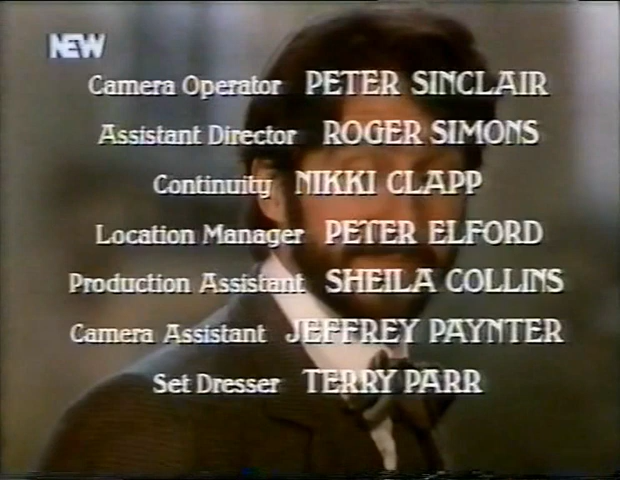 NEW
Camera Operator PETER SINCLAIR
Assistant Director ROGER SIMONS
Continuity NIKKI CLAPP
Location Manager PETER ELFORD
Production Assistant SHEILA COLLINS
Camera Assistant JEFFREY PAYNTER
Set Dresser TERRY PARR